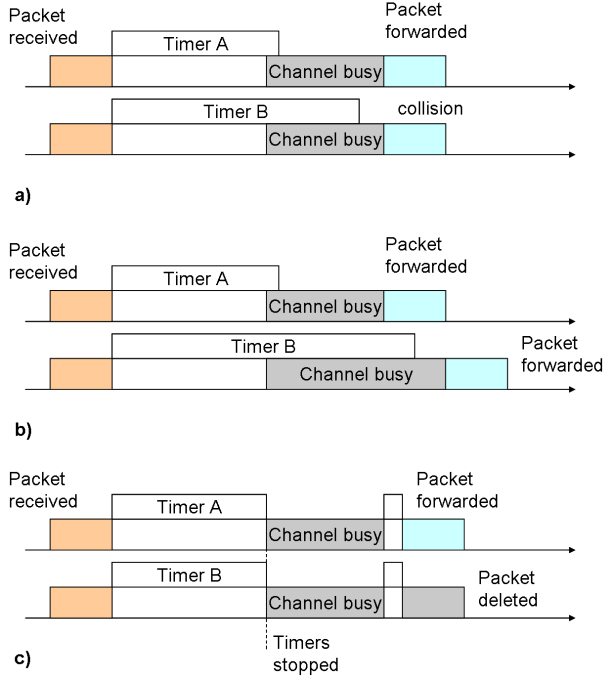 Packet
received
Packet
forwarded
Timer A
Channel busy
Timer B
collision
Channel busy
a)
Packet
received
Packet
forwarded
Timer A
Channel busy
Timer B
Packet
forwarded
Channel busy
b)
Packet
received
Packet
forwarded
Timer A
Channel busy
Timer B
Packet
deleted
Channel busy
Timers
stopped
c)